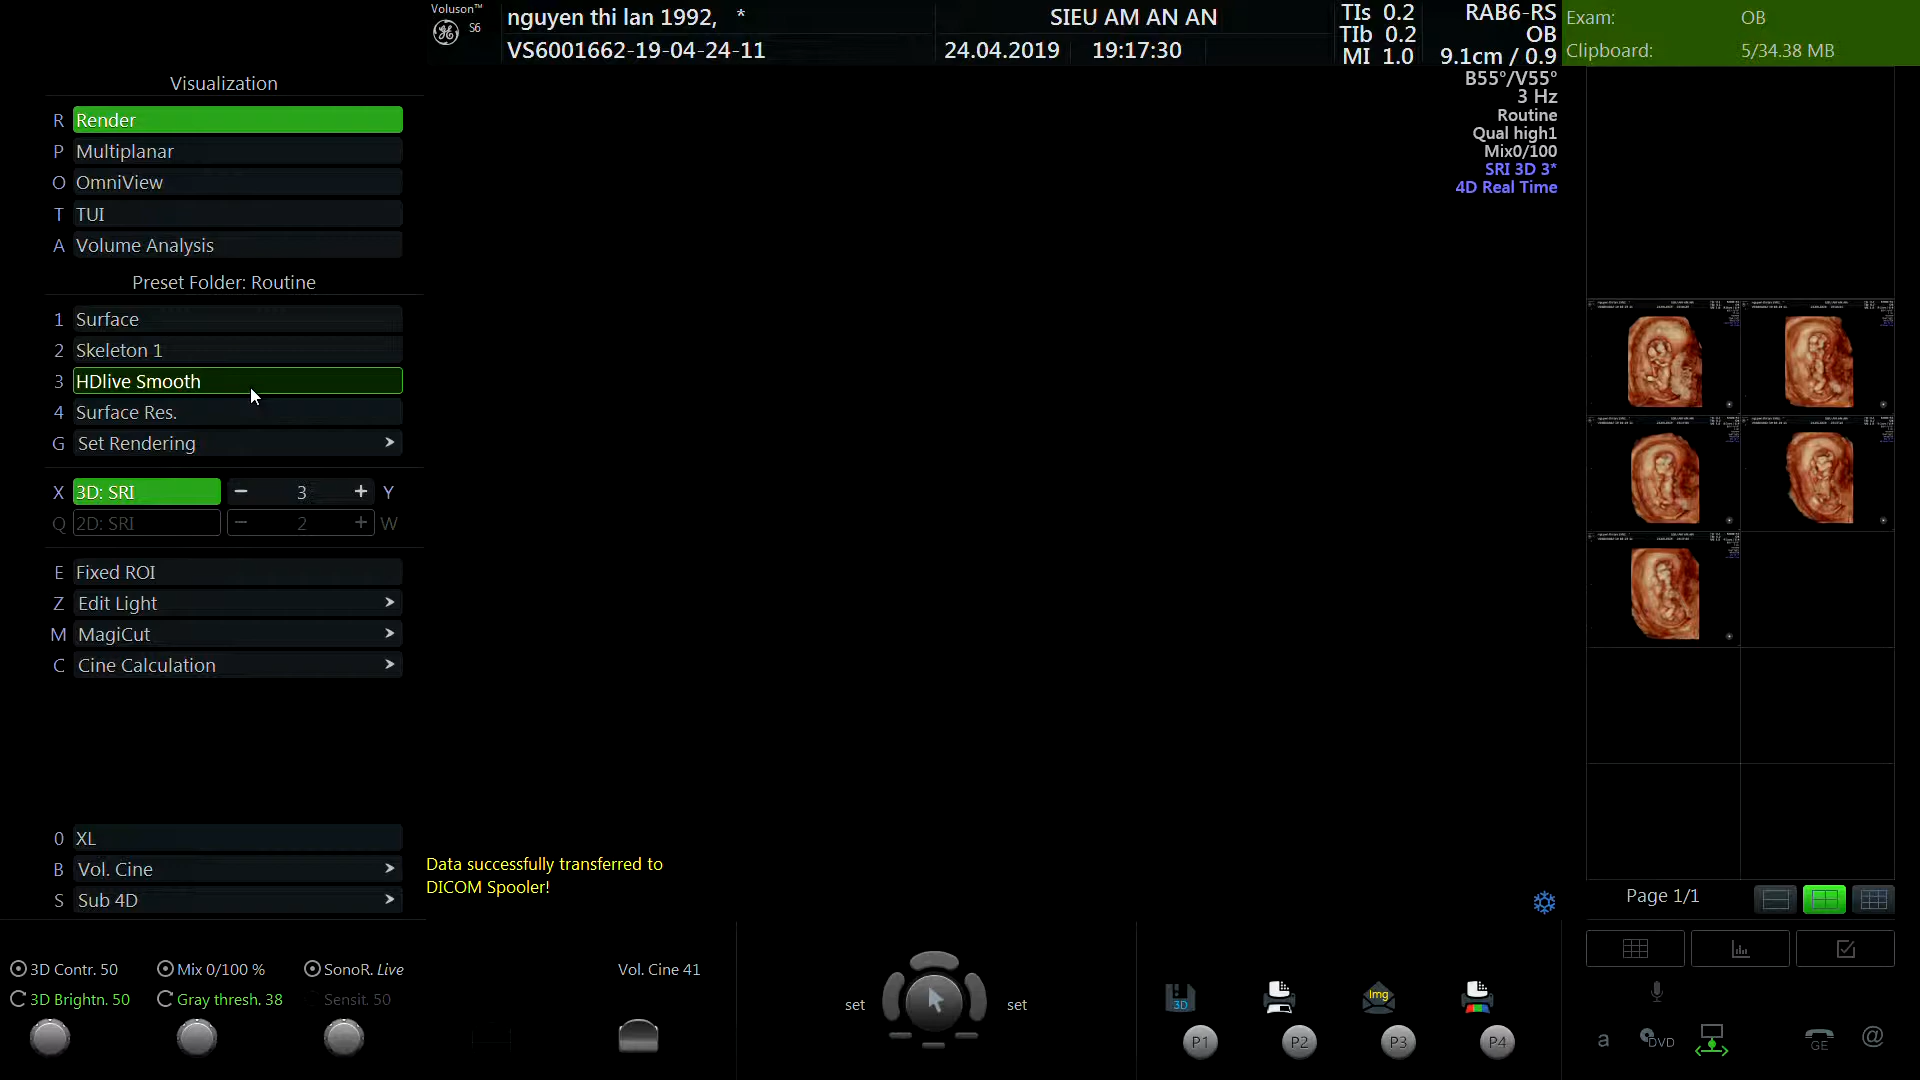 Voluson™
S6
nguyen thi lan 1992, *
VS6001662-19-04-24-11
SIEU AM AN AN
24.04.2019 19:17:30
TIs 0.2
TIb 0.2
MI 1.0
RAB6-RS
OB
9.1cm / 0.9
Exam: OB
Clipboard: 5/34.38 MB
B55°/V55°
3 Hz
Routine
Qual high1
Mix0/100
SRI 3D 3*
4D Real Time
Visualization
R Render
P Multiplanar
O OmniView
T TUI
A Volume Analysis
Preset Folder: Routine
1 Surface
2 Skeleton 1
3 HDlive Smooth
4 Surface Res.
G Set Rendering >
X 3D: SRI − 3 + Y
Q 2D: SRI − 2 + W
E Fixed ROI
Z Edit Light >
M MagiCut >
C Cine Calculation >
0 XL
B Vol. Cine >
S Sub 4D >
Data successfully transferred to
DICOM Spooler!
Page 1/1
3D Contr. 50 Mix 0/100 % SonoR. Live
3D Brightn. 50 Gray thresh. 38 Sensit. 50
Vol. Cine 41
set set
3D
Img
P1 P2 P3 P4
a DVD GE @